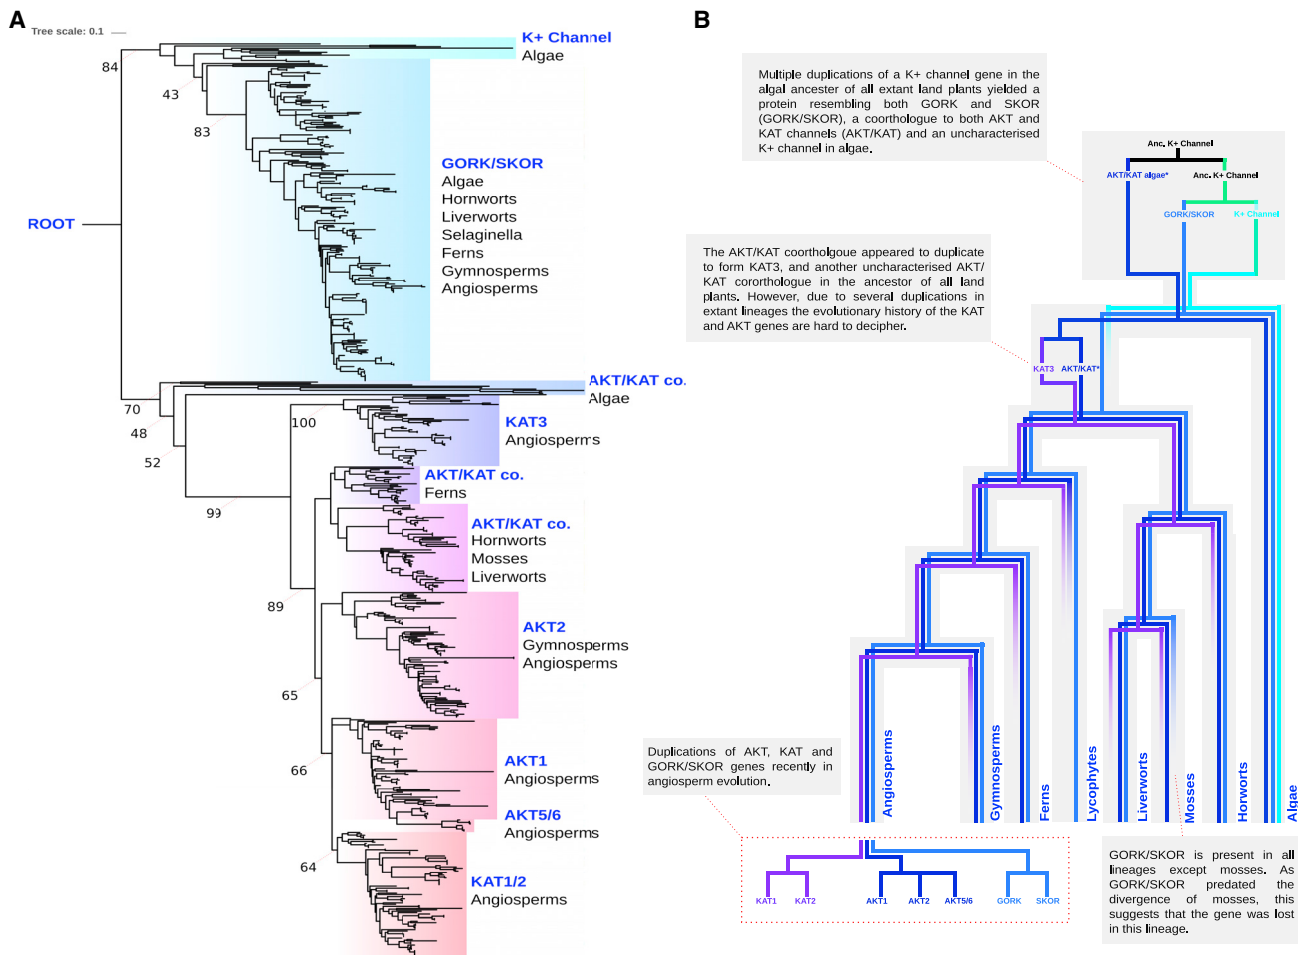 A
Tree scale: 0.1
K+ Channel
Algae
84
43
83
GORK/SKOR
Algae
Hornworts
Liverworts
Selaginella
Ferns
Gymnosperms
Angiosperms
ROOT
AKT/KAT co.
Algae
70
48
52
100
KAT3
Angiosperms
99
AKT/KAT co.
Ferns
AKT/KAT co.
Hornworts
Mosses
Liverworts
89
AKT2
Gymnosperms
Angiosperms
65
66
AKT1
Angiosperms
AKT5/6
Angiosperms
64
KAT1/2
Angiosperms
B
Multiple duplications of a K+ channel gene in the
algal ancester of all extant land plants yielded a
protein resembling both GORK and SKOR
(GORK/SKOR), a coorthologue to both AKT and
KAT channels (AKT/KAT) and an uncharacterised
K+ channel in algae.
Anc. K+ Channel
AKT/KAT algae*
Anc. K+ Channel
GORK/SKOR
K+ Channel
The AKT/KAT coorthologue appeared to duplicate
to form KAT3, and another uncharacterised AKT/
KAT cororthologue in the ancestor of all land
plants. However, due to several duplications in
extant lineages the evolutionary history of the KAT
and AKT genes are hard to decipher.
KAT3
AKT/KAT*
Duplications of AKT, KAT and
GORK/SKOR genes recently in
angiosperm evolution.
Angiosperms
Gymnosperms
Ferns
Lycophytes
Liverworts
Mosses
Horworts
Algae
KAT1
KAT2
AKT1
AKT2
AKT5/6
GORK
SKOR
GORK/SKOR is present in all
lineages except mosses. As
GORK/SKOR predated the
divergence of mosses, this
suggests that the gene was lost
in this lineage.